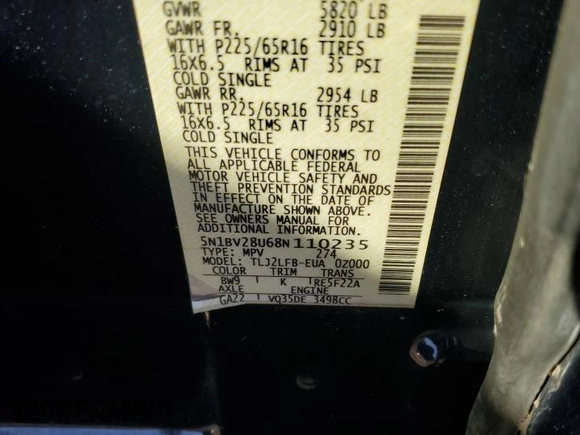 GVWR 5820 LB
GAWR FR. 2910 LB
WITH P225/65R16 TIRES
16X6.5 RIMS AT 35 PSI
COLD SINGLE
GAWR RR. 2954 LB
WITH P225/65R16 TIRES
16X6.5 RIMS AT 35 PSI
COLD SINGLE
THIS VEHICLE CONFORMS TO
ALL APPLICABLE FEDERAL
MOTOR VEHICLE SAFETY AND
THEFT PREVENTION STANDARDS
IN EFFECT ON THE DATE OF
MANUFACTURE SHOWN ABOVE.
SEE OWNERS MANUAL FOR
ADDITIONAL INFORMATION.
5N1BV28U68N110235
TYPE: MPV 274
MODEL: TLJ2LFB-EUA 0Z000
COLOR TRIM TRANS
BW9 K RE5F22A
AXLE ENGINE
GA22 VQ35DE 3498CC